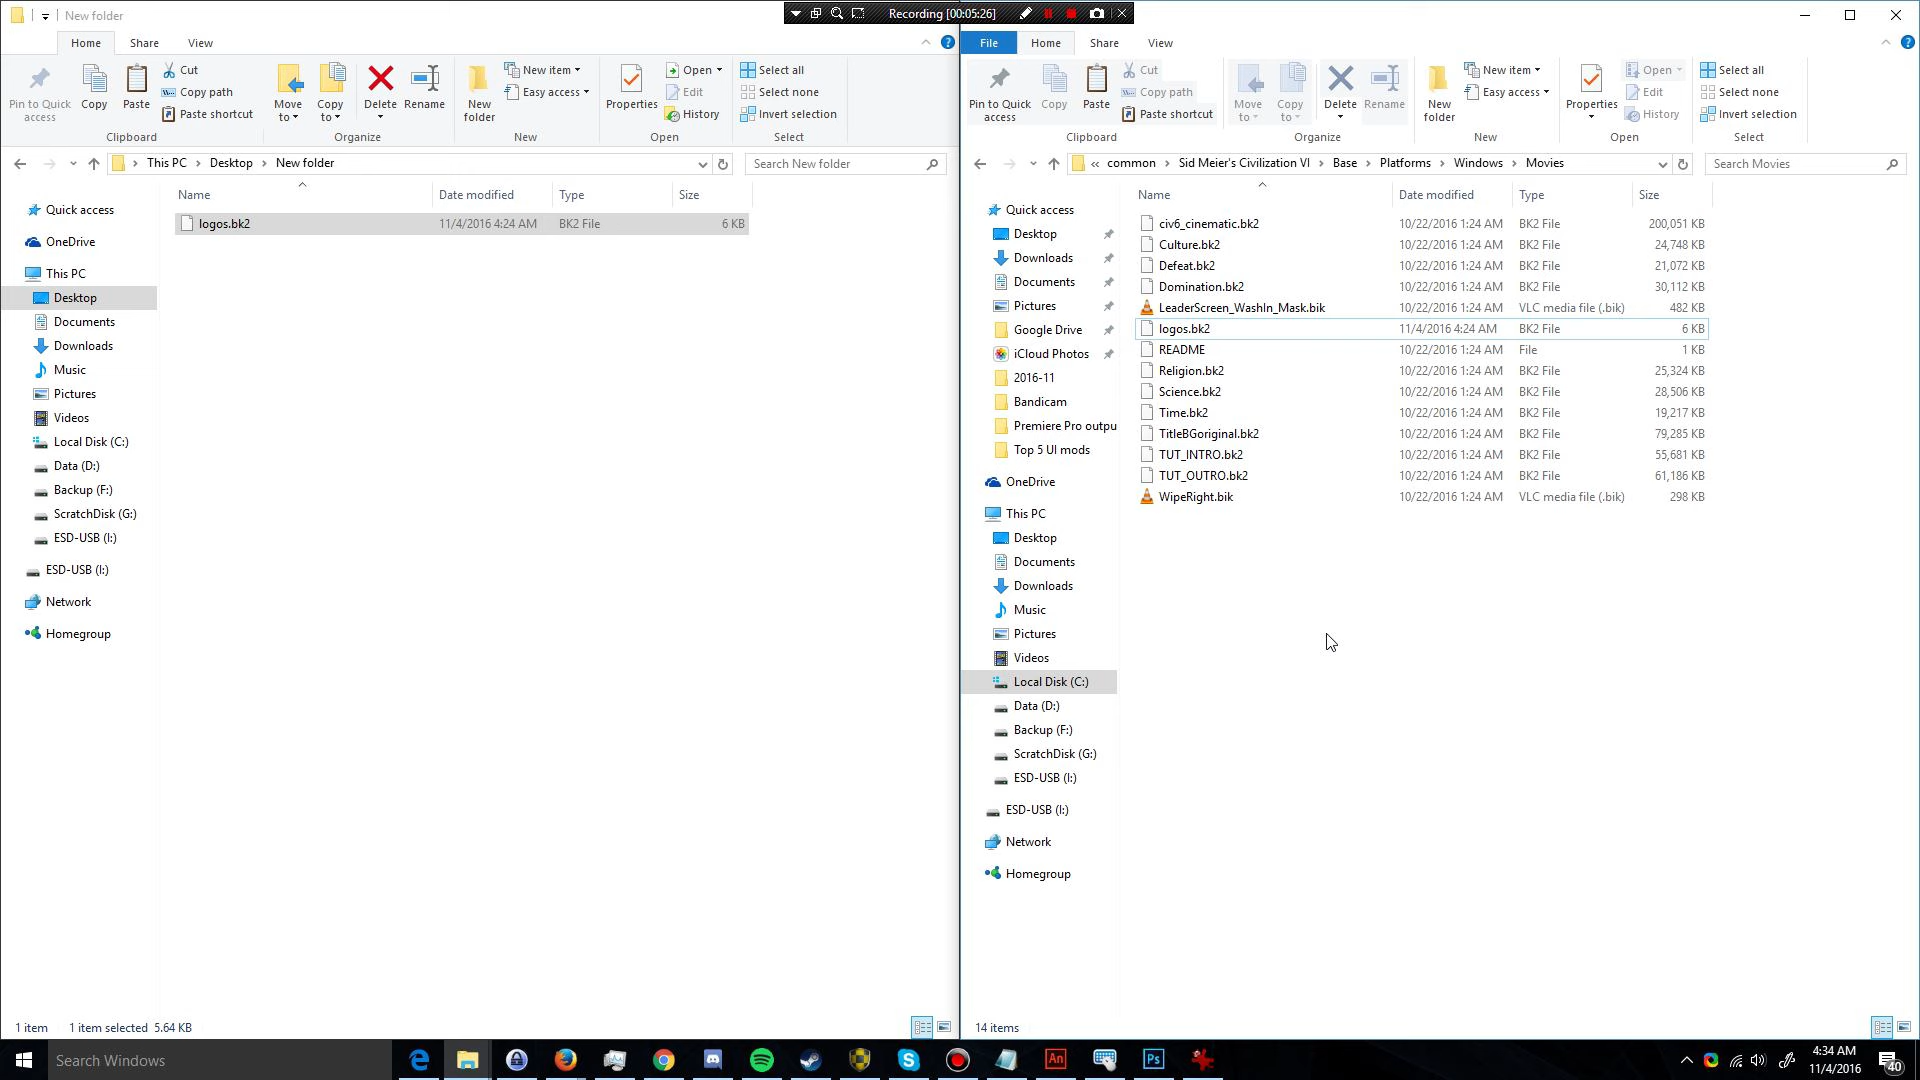 New folder
Recording [00:05:26]
Home Share View
Pin to Quick access
Copy
Paste
Cut
Copy path
Paste shortcut
Clipboard
Move to
Copy to
Delete
Rename
Organize
New folder
New item
Easy access
New
Properties
Open
Edit
History
Open
Select all
Select none
Invert selection
Select
This PC > Desktop > New folder
Search New folder
Name Date modified Type Size
logos.bk2 11/4/2016 4:24 AM BK2 File 6 KB
Quick access
OneDrive
This PC
Desktop
Documents
Downloads
Music
Pictures
Videos
Local Disk (C:)
Data (D:)
Backup (F:)
ScratchDisk (G:)
ESD-USB (I:)
ESD-USB (I:)
Network
Homegroup
1 item 1 item selected 5.64 KB
File Home Share View
Pin to Quick access
Copy
Paste
Cut
Copy path
Paste shortcut
Clipboard
Move to
Copy to
Delete
Rename
Organize
New folder
New item
Easy access
New
Properties
Open
Edit
History
Open
Select all
Select none
Invert selection
Select
« common > Sid Meier's Civilization VI > Base > Platforms > Windows > Movies
Search Movies
Name Date modified Type Size
civ6_cinematic.bk2 10/22/2016 1:24 AM BK2 File 200,051 KB
Culture.bk2 10/22/2016 1:24 AM BK2 File 24,748 KB
Defeat.bk2 10/22/2016 1:24 AM BK2 File 21,072 KB
Domination.bk2 10/22/2016 1:24 AM BK2 File 30,112 KB
LeaderScreen_WashIn_Mask.bik 10/22/2016 1:24 AM VLC media file (.bik) 482 KB
logos.bk2 11/4/2016 4:24 AM BK2 File 6 KB
README 10/22/2016 1:24 AM File 1 KB
Religion.bk2 10/22/2016 1:24 AM BK2 File 25,324 KB
Science.bk2 10/22/2016 1:24 AM BK2 File 28,506 KB
Time.bk2 10/22/2016 1:24 AM BK2 File 19,217 KB
TitleBGoriginal.bk2 10/22/2016 1:24 AM BK2 File 79,285 KB
TUT_INTRO.bk2 10/22/2016 1:24 AM BK2 File 55,681 KB
TUT_OUTRO.bk2 10/22/2016 1:24 AM BK2 File 61,186 KB
WipeRight.bik 10/22/2016 1:24 AM VLC media file (.bik) 298 KB
Quick access
Desktop
Downloads
Documents
Pictures
Google Drive
iCloud Photos
2016-11
Bandicam
Premiere Pro outpu
Top 5 UI mods
OneDrive
This PC
Desktop
Documents
Downloads
Music
Pictures
Videos
Local Disk (C:)
Data (D:)
Backup (F:)
ScratchDisk (G:)
ESD-USB (I:)
ESD-USB (I:)
Network
Homegroup
14 items
Search Windows
An
Ps
4:34 AM
11/4/2016
40